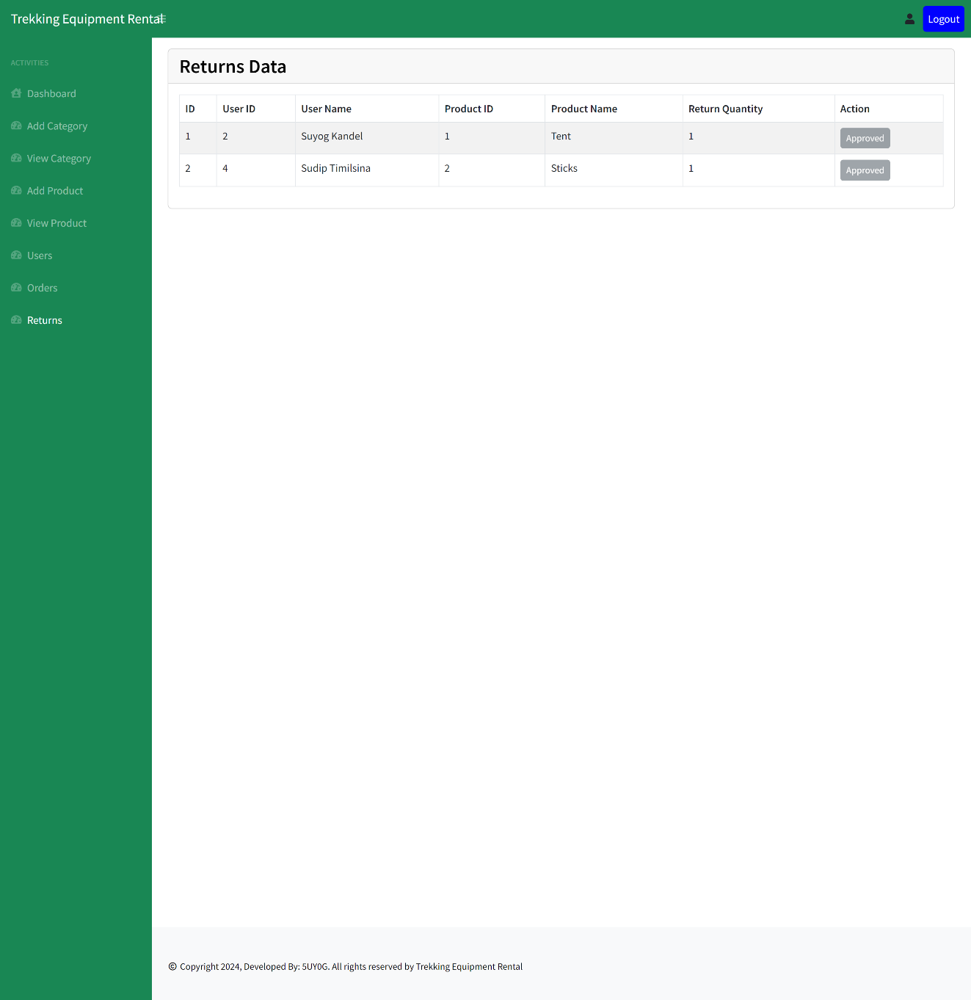 Trekking Equipment Rental
Logout
ACTIVITIES
Dashboard
Add Category
View Category
Add Product
View Product
Users
Orders
Returns
Returns Data
ID User ID User Name Product ID Product Name Return Quantity Action
1 2 Suyog Kandel 1 Tent 1 Approved
2 4 Sudip Timilsina 2 Sticks 1 Approved
© Copyright 2024, Developed By: 5UY0G. All rights reserved by Trekking Equipment Rental